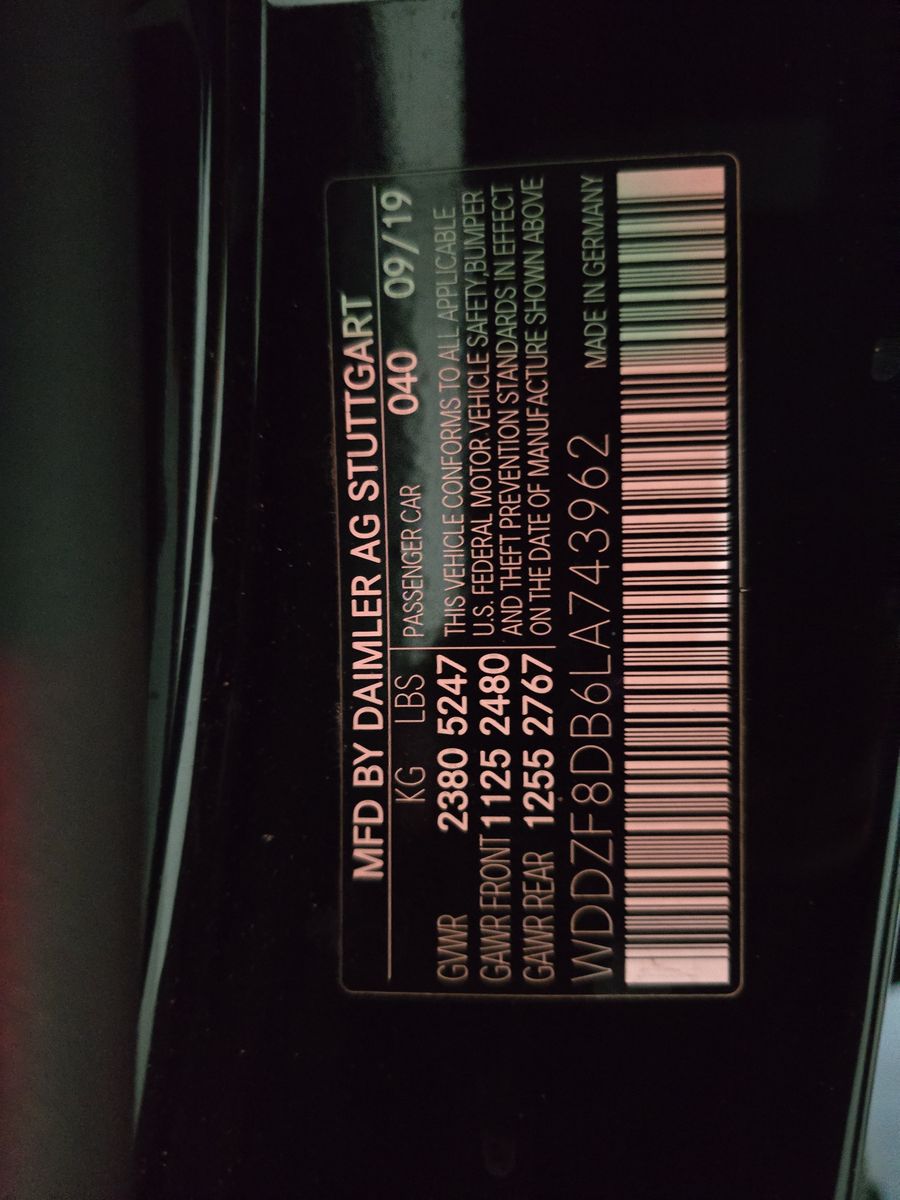 MFD BY DAIMLER AG STUTTGART
KG LBS PASSENGER CAR 040 09/19
GVWR 2380 5247 THIS VEHICLE CONFORMS TO ALL APPLICABLE
U.S. FEDERAL MOTOR VEHICLE SAFETY,BUMPER
GAWR FRONT 1125 2480 AND THEFT PREVENTION STANDARDS IN EFFECT
GAWR REAR 1255 2767 ON THE DATE OF MANUFACTURE SHOWN ABOVE
WDDZF8DB6LA743962 MADE IN GERMANY